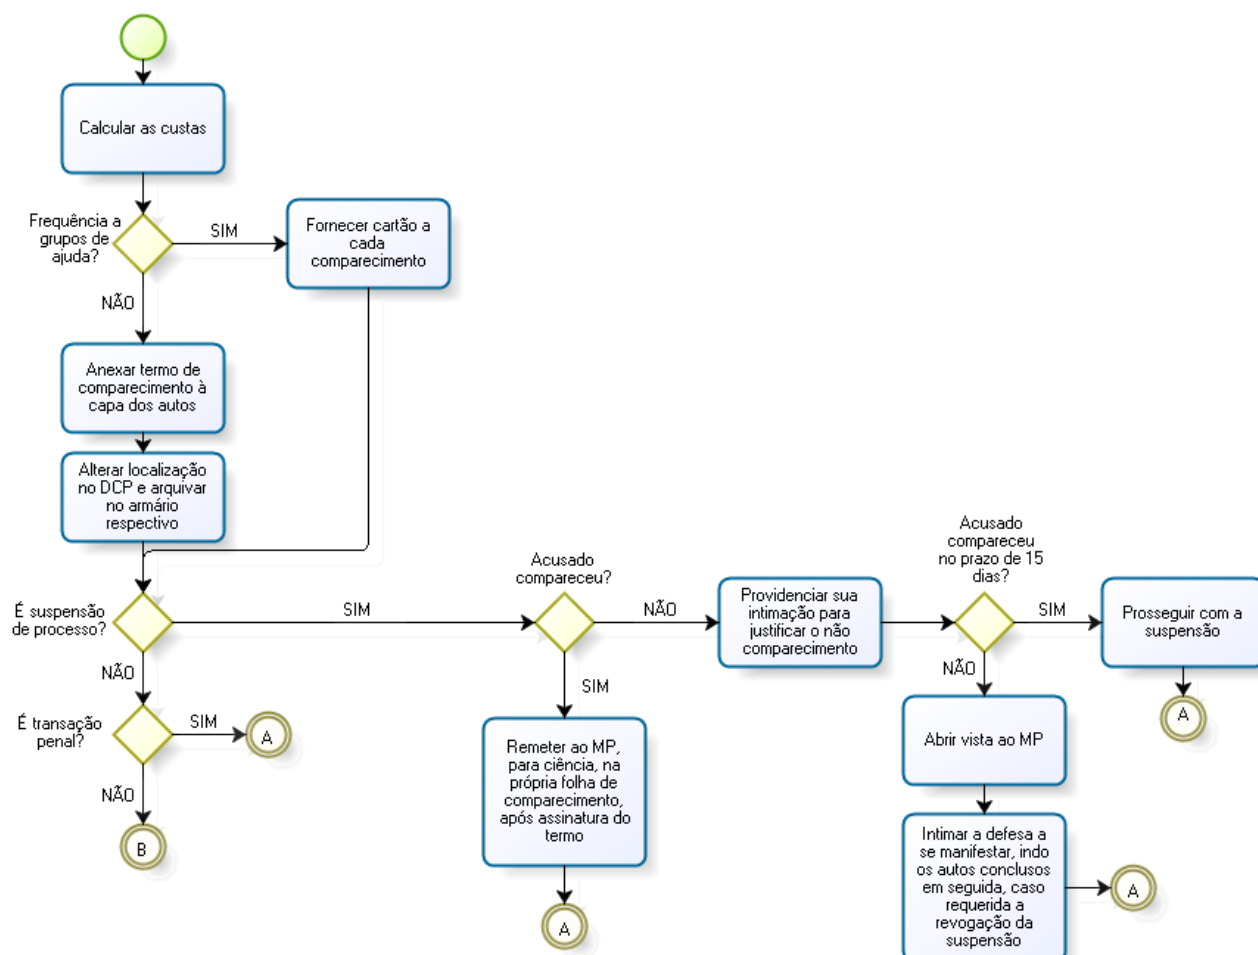 Calcular as custas
Frequência a
grupos de
ajuda?
SIM
Fornecer cartão a
cada
comparecimento
NÃO
Anexar termo de
comparecimento à
capa dos autos
Alterar localização
no DCP e arquivar
no armário
respectivo
É suspensão
de processo?
SIM
Acusado
compareceu?
NÃO
Providenciar sua
intimação para
justificar o não
comparecimento
Acusado
compareceu
no prazo de 15
dias?
SIM
Prosseguir com a
suspensão
A
NÃO
É transação
penal?
SIM
A
NÃO
B
SIM
Remeter ao MP,
para ciência, na
própria folha de
comparecimento,
após assinatura do
termo
A
NÃO
Abrir vista ao MP
Intimar a defesa a
se manifestar, indo
os autos conclusos
em seguida, caso
requerida a
revogação da
suspensão
A